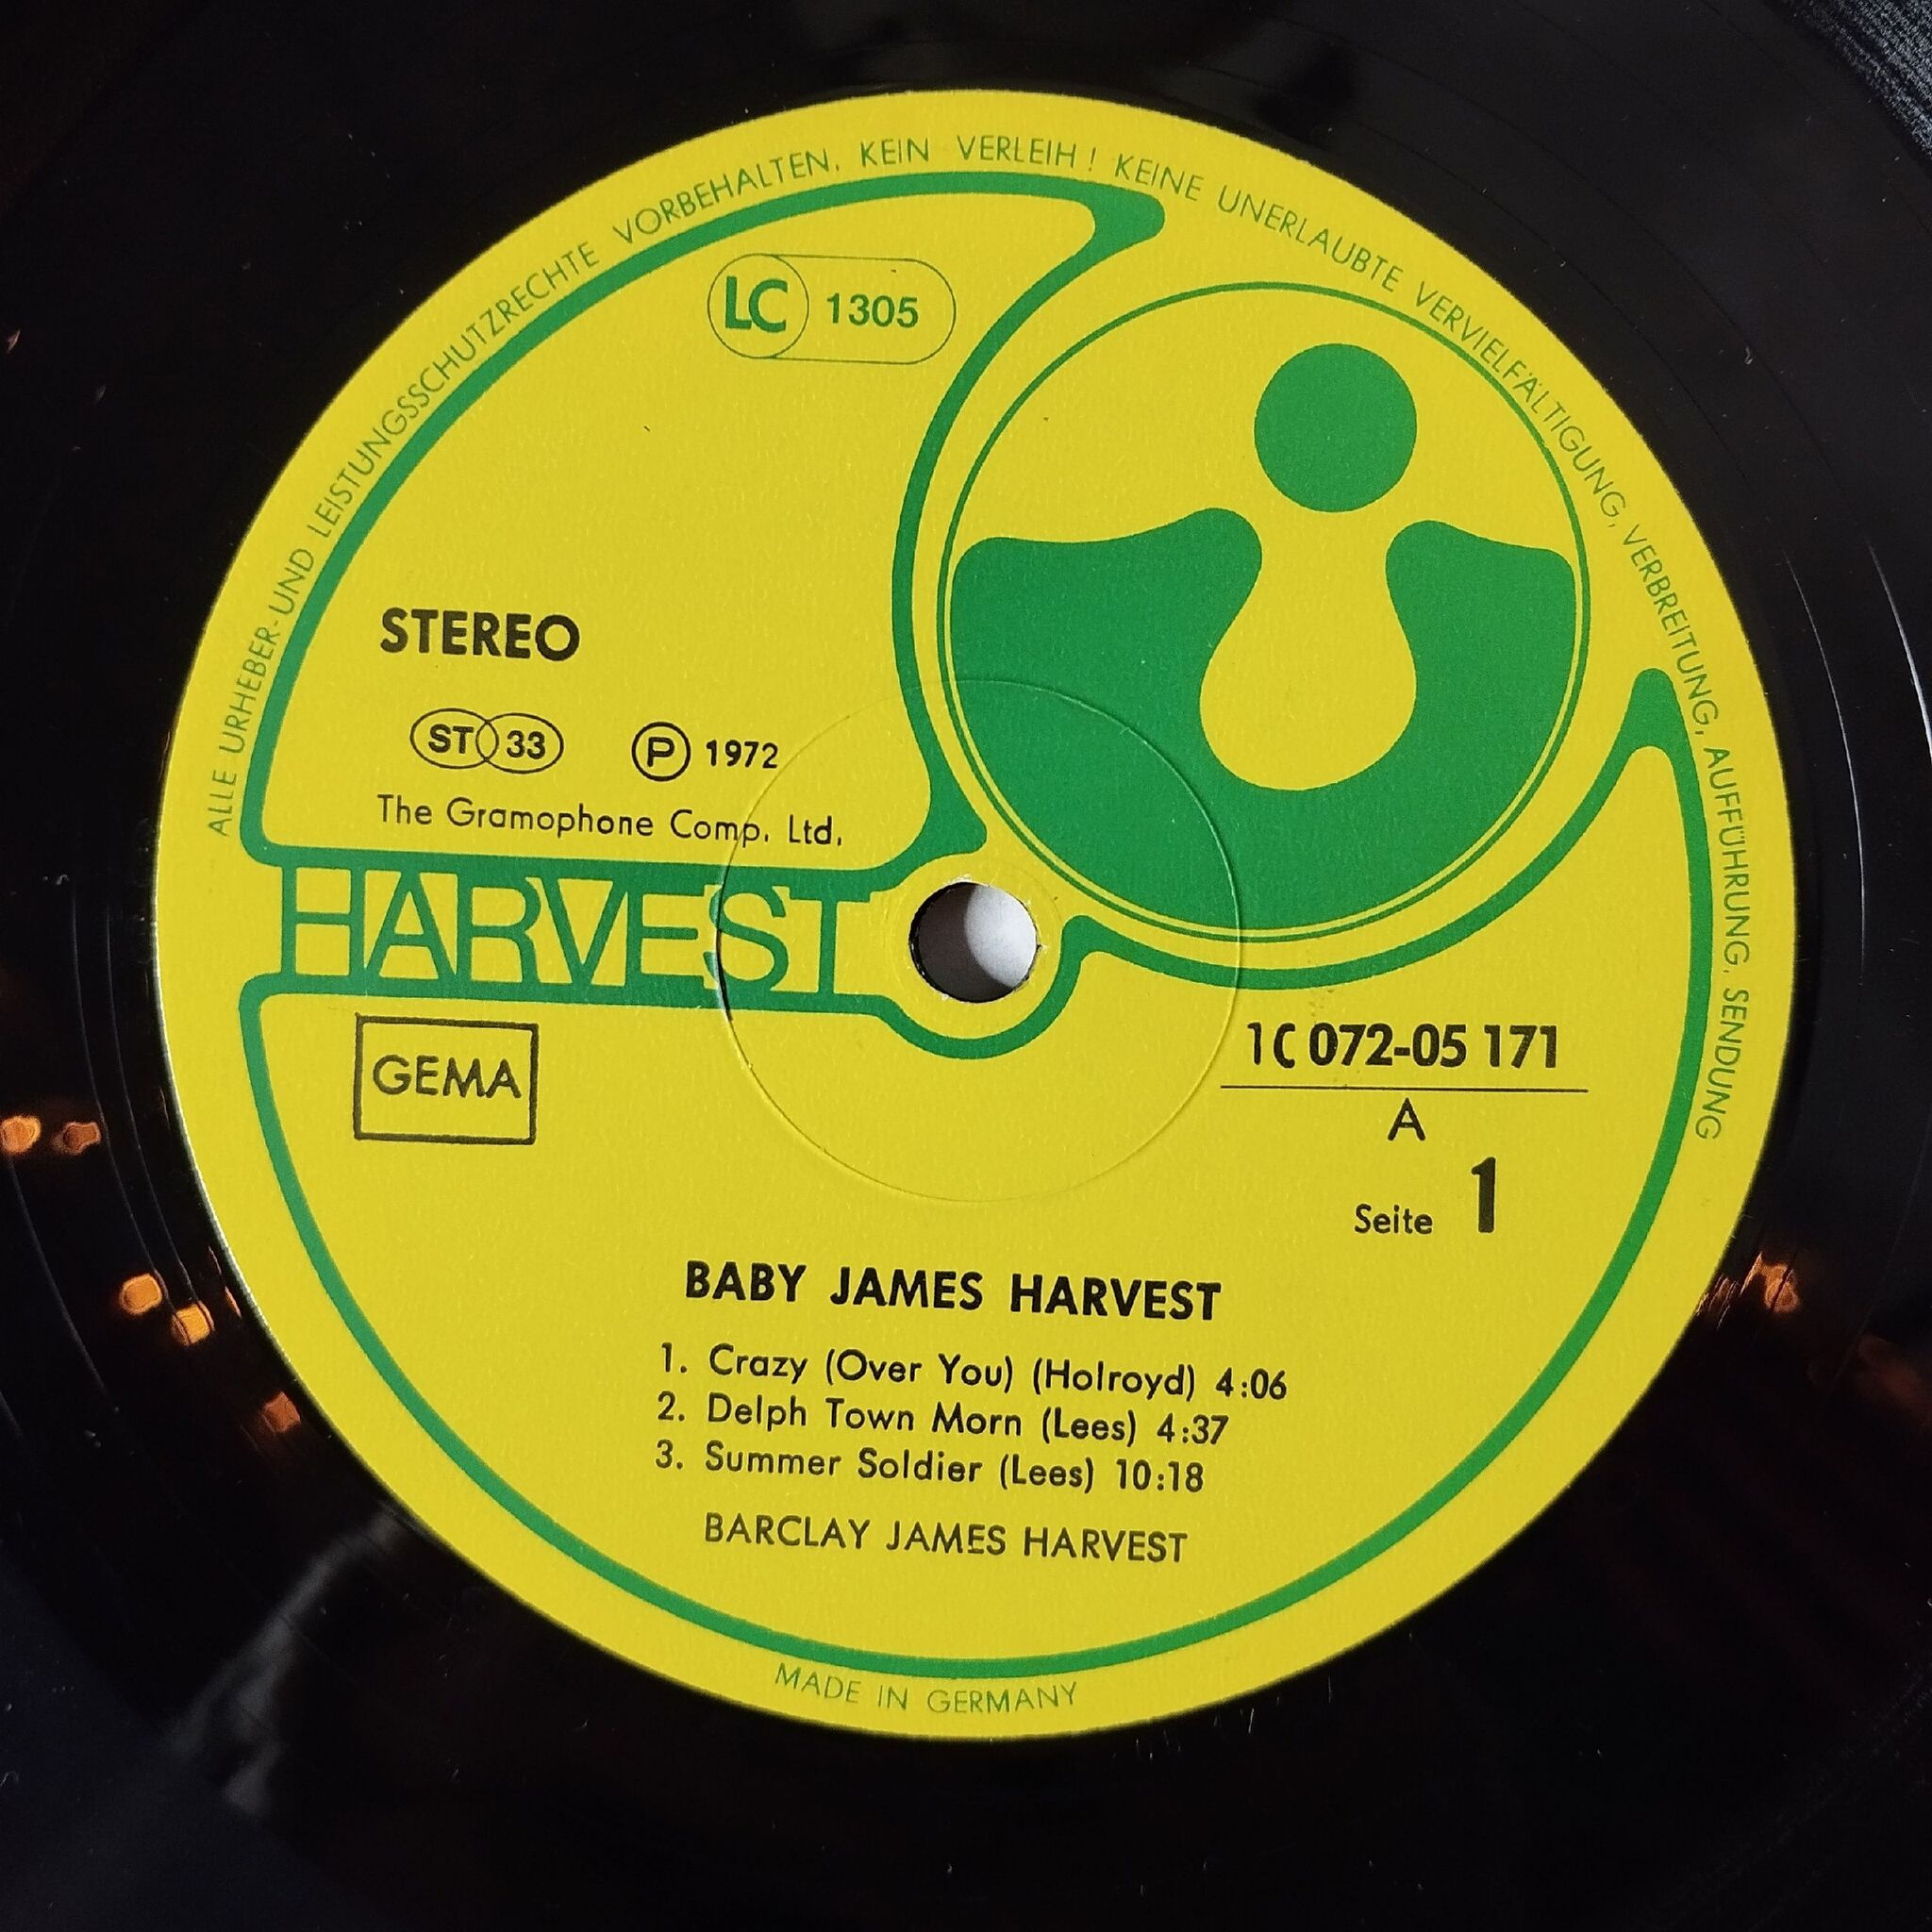 ALLE URHEBER-UND LEISTUNGSSCHUTZRECHTE VORBEHALTEN. KEIN VERLEIH! KEINE UNERLAUBTE VERVIELFÄLTIGUNG, VERBREITUNG, AUFFÜHRUNG, SENDUNG
LC 1305
STEREO
ST 33 Ⓟ 1972
The Gramophone Comp. Ltd.
HARVEST
GEMA
1C 072-05 171
A
Seite 1
BABY JAMES HARVEST
1. Crazy (Over You) (Holroyd) 4:06
2. Delph Town Morn (Lees) 4:37
3. Summer Soldier (Lees) 10:18
BARCLAY JAMES HARVEST
MADE IN GERMANY